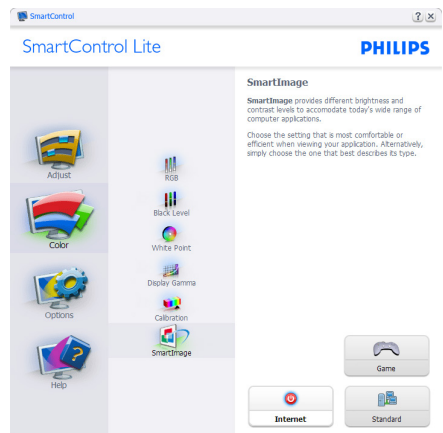 SmartControl
SmartControl Lite
PHILIPS
Adjust
Color
Options
Help
RGB
Black Level
White Point
Display Gamma
Calibration
SmartImage
SmartImage
SmartImage provides different brightness and
contrast levels to accomodate today's wide range of
computer applications.
Choose the setting that is most comfortable or
efficient when viewing your application. Alternatively,
simply choose the one that best describes its type.
Game
Internet
Standard